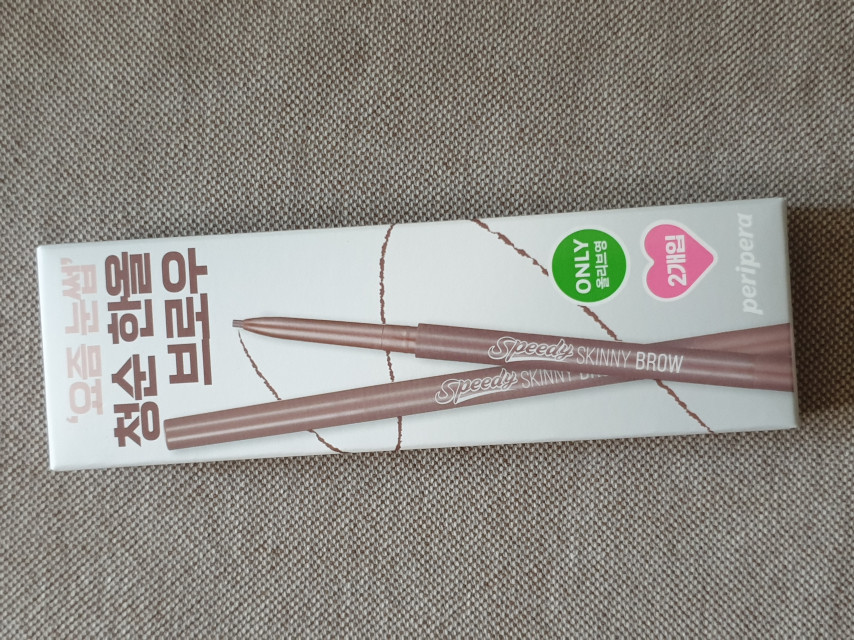 peripera
2개입
ONLY
올리브영
'요즘 눈썹'
청순 한올
브로우
Speedy SKINNY BROW
Speedy SKINNY BR